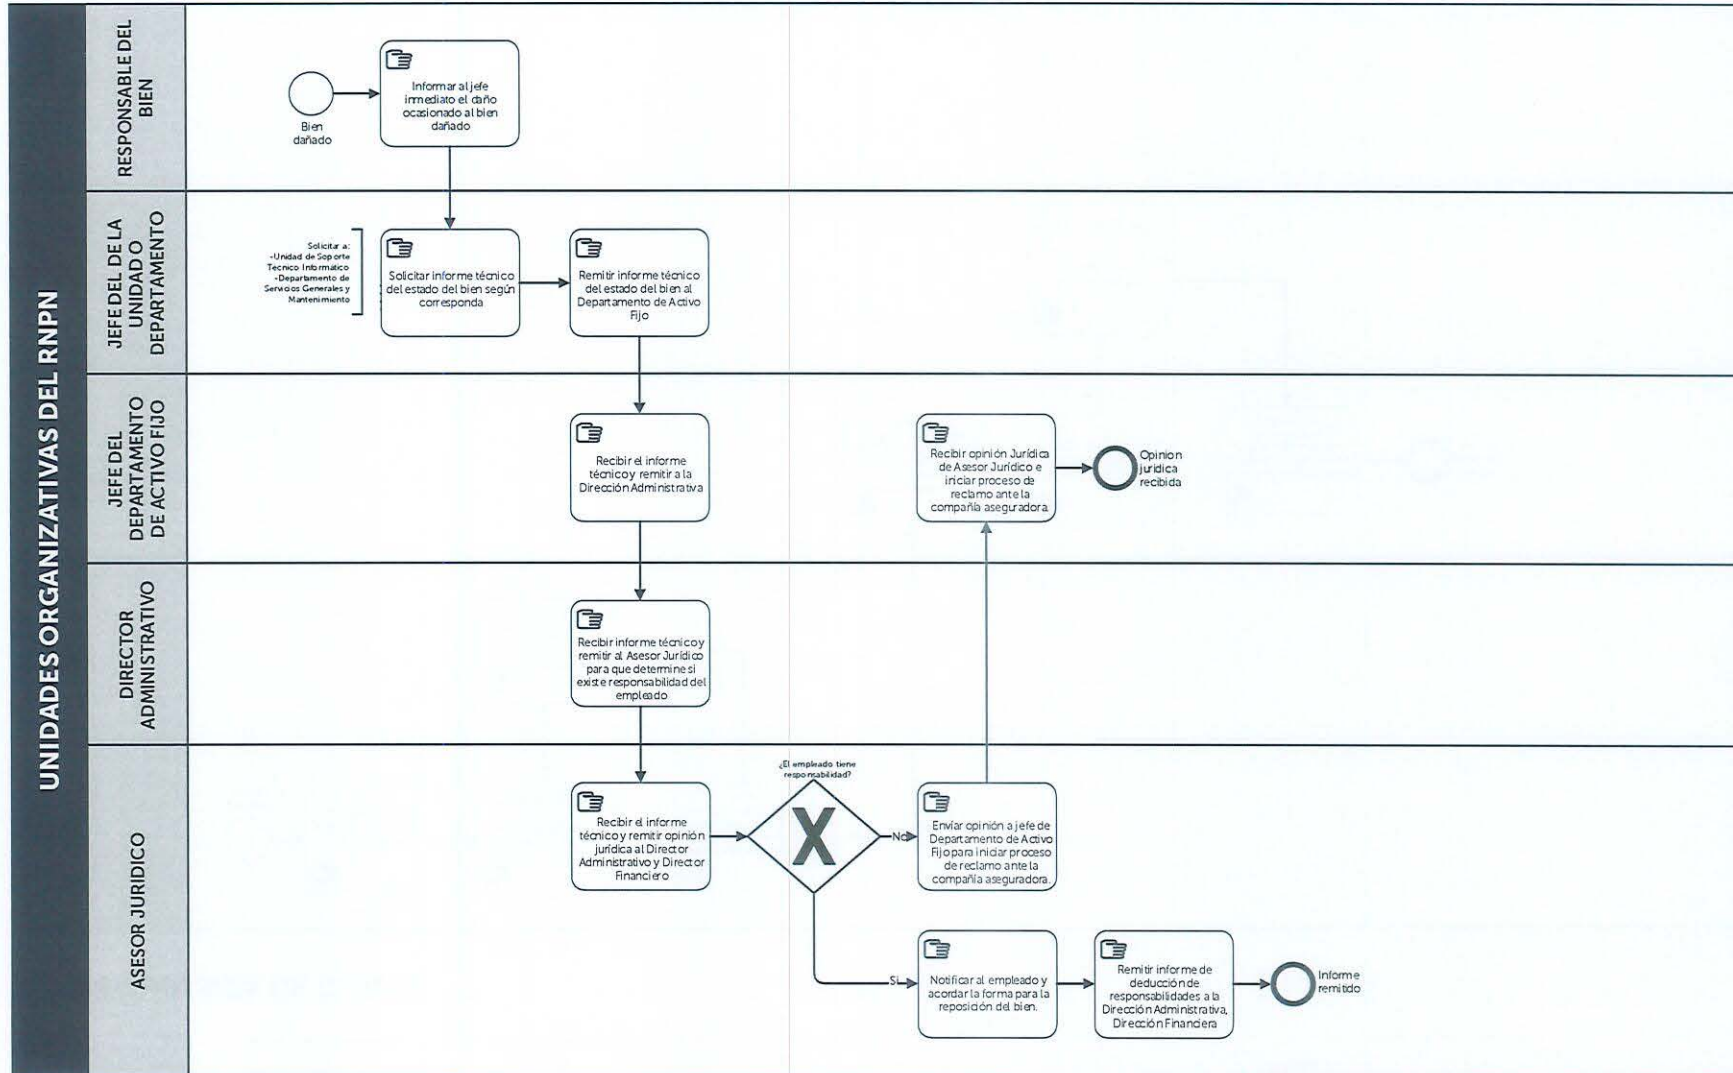 UNIDADES ORGANIZATIVAS DEL RNPN
RESPONSABLE DEL
BIEN
Bien
dañado
Informar al jefe
inmediato el daño
ocasionado al bien
dañado
JEFE DEL DE LA
UNIDAD O
DEPARTAMENTO
Solicitar a:
-Unidad de Soporte
Tecnico Informatico
-Departamento de
Servicios Generales y
Mantenimiento
Solicitar informe técnico
del estado del bien según
corresponda
Remitir informe técnico
del estado del bien al
Departamento de Activo
Fijo
JEFE DEL
DEPARTAMENTO
DE ACTIVO FIJO
Recibir el informe
técnico y remitir a la
Dirección Administrativa
Recibir opinión Jurídica
de Asesor Jurídico e
iniciar proceso de
reclamo ante la
compañía aseguradora.
Opinion
juridica
recibida
DIRECTOR
ADMINISTRATIVO
Recibir informe técnico y
remitir al Asesor Jurídico
para que determine si
existe responsabilidad del
empleado
ASESOR JURIDICO
Recibir el informe
técnico y remitir opinión
jurídica al Director
Administrativo y Director
Financiero
¿El empleado tiene
responsabilidad?
X
No
Envíar opinión a jefe de
Departamento de Activo
Fijo para iniciar proceso
de reclamo ante la
compañía aseguradora.
Si
Notificar al empleado y
acordar la forma para la
reposición del bien.
Remitir informe de
deducción de
responsabilidades a la
Dirección Administrativa,
Dirección Financiera
Informe
remitido